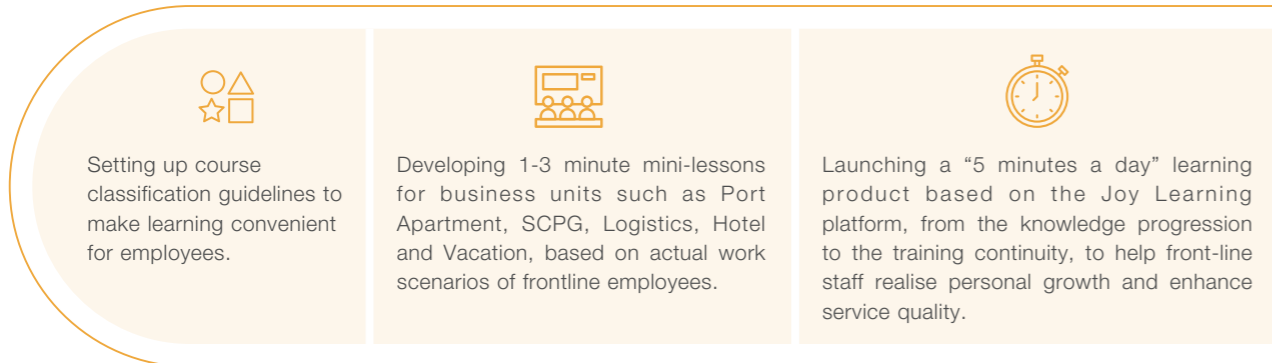 Setting up course
classification guidelines to
make learning convenient
for employees.
Developing 1-3 minute mini-lessons
for business units such as Port
Apartment, SCPG, Logistics, Hotel
and Vacation, based on actual work
scenarios of frontline employees.
Launching a “5 minutes a day” learning
product based on the Joy Learning
platform, from the knowledge progression
to the training continuity, to help front-line
staff realise personal growth and enhance
service quality.